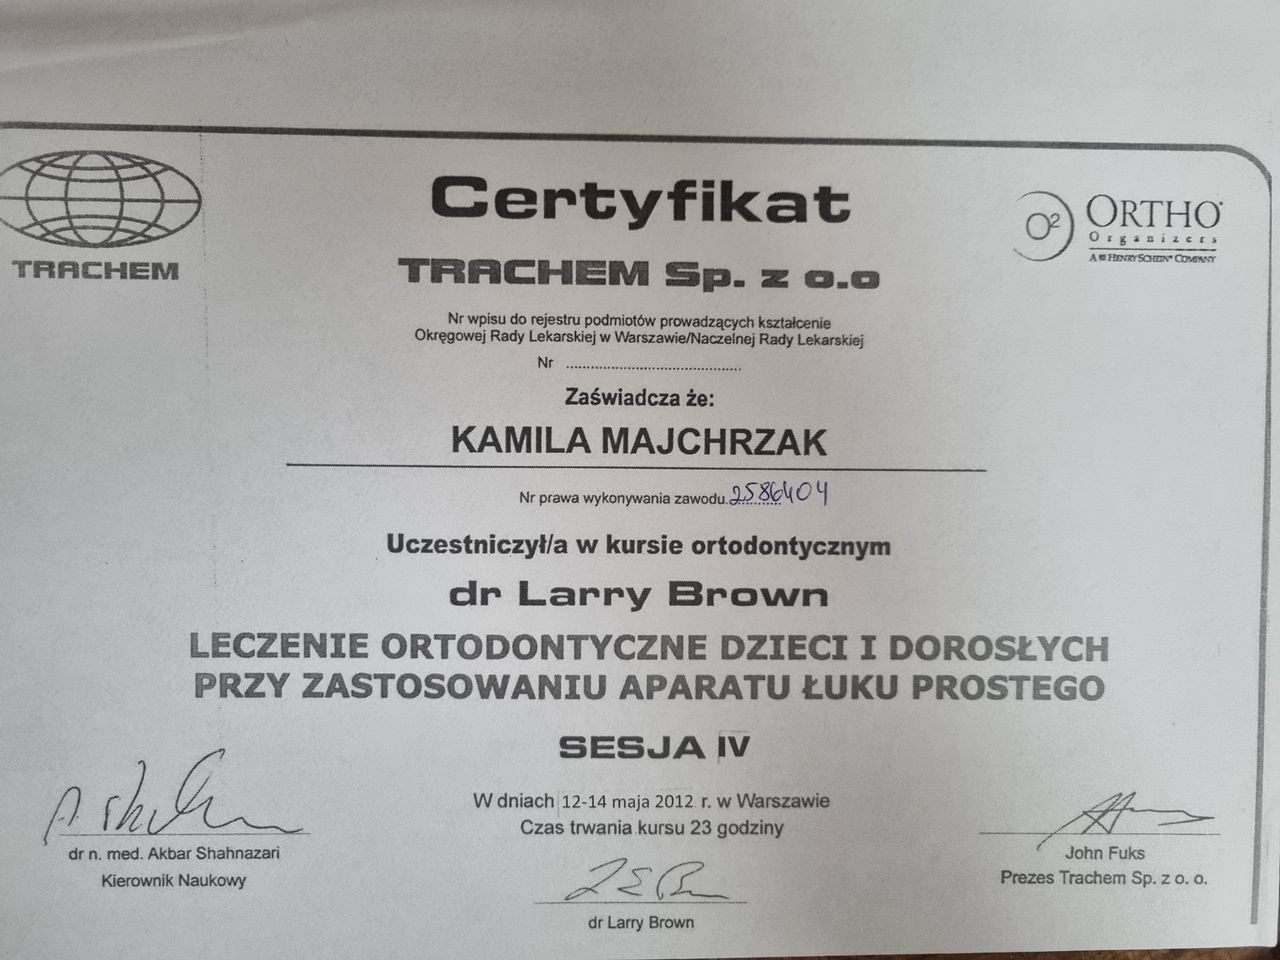 TRACHEM
Certyfikat
O² ORTHO
Organizers
A HENRY SCHEIN® COMPANY
TRACHEM Sp. z o.o
Nr wpisu do rejestru podmiotów prowadzących kształcenie
Okręgowej Rady Lekarskiej w Warszawie/Naczelnej Rady Lekarskiej
Nr ............................................
Zaświadcza że:
KAMILA MAJCHRZAK
Nr prawa wykonywania zawodu 2586404
Uczestniczył/a w kursie ortodontycznym
dr Larry Brown
LECZENIE ORTODONTYCZNE DZIECI I DOROSŁYCH
PRZY ZASTOSOWANIU APARATU ŁUKU PROSTEGO
SESJA IV
W dniach 12-14 maja 2012 r. w Warszawie
Czas trwania kursu 23 godziny
dr n. med. Akbar Shahnazari
Kierownik Naukowy
dr Larry Brown
John Fuks
Prezes Trachem Sp. z o. o.